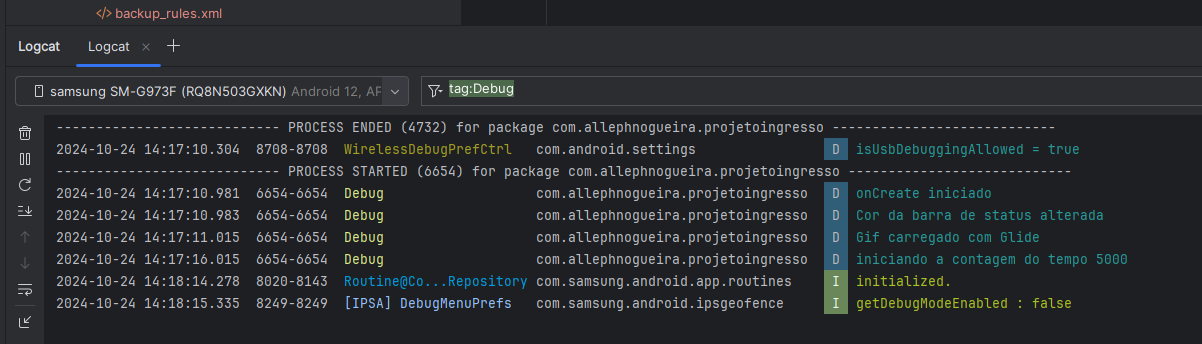 </> backup_rules.xml
Logcat Logcat × +
samsung SM-G973F (RQ8N503GXKN) Android 12, AP tag:Debug
---------------------------- PROCESS ENDED (4732) for package com.allephnogueira.projetoingresso ----------------------------
2024-10-24 14:17:10.304 8708-8708 WirelessDebugPrefCtrl com.android.settings D isUsbDebuggingAllowed = true
---------------------------- PROCESS STARTED (6654) for package com.allephnogueira.projetoingresso ----------------------------
2024-10-24 14:17:10.981 6654-6654 Debug com.allephnogueira.projetoingresso D onCreate iniciado
2024-10-24 14:17:10.983 6654-6654 Debug com.allephnogueira.projetoingresso D Cor da barra de status alterada
2024-10-24 14:17:11.015 6654-6654 Debug com.allephnogueira.projetoingresso D Gif carregado com Glide
2024-10-24 14:17:16.015 6654-6654 Debug com.allephnogueira.projetoingresso D iniciando a contagem do tempo 5000
2024-10-24 14:18:14.278 8020-8143 Routine@Co...Repository com.samsung.android.app.routines I initialized.
2024-10-24 14:18:15.335 8249-8249 [IPSA] DebugMenuPrefs com.samsung.android.ipsgeofence I getDebugModeEnabled : false